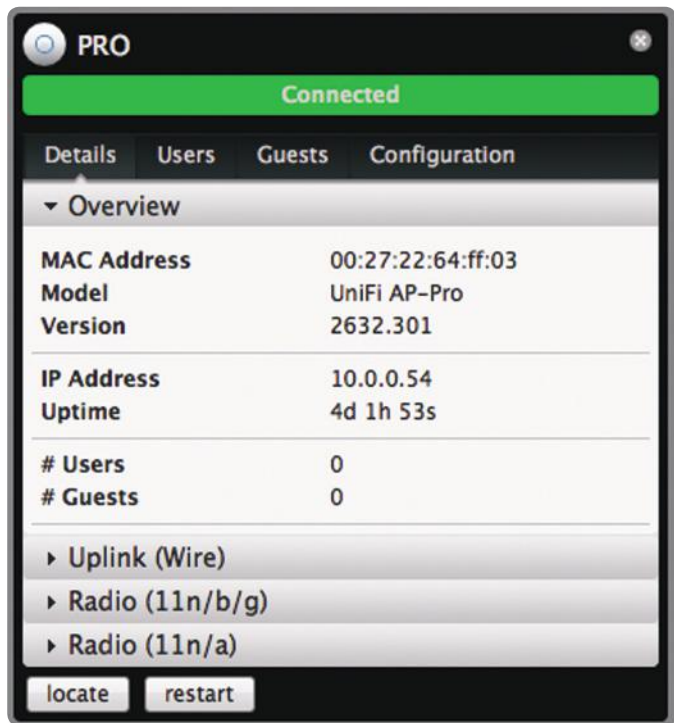 PRO
Connected
Details Users Guests Configuration
Overview
MAC Address 00:27:22:64:ff:03
Model UniFi AP-Pro
Version 2632.301
IP Address 10.0.0.54
Uptime 4d 1h 53s
# Users 0
# Guests 0
Uplink (Wire)
Radio (11n/b/g)
Radio (11n/a)
locate restart